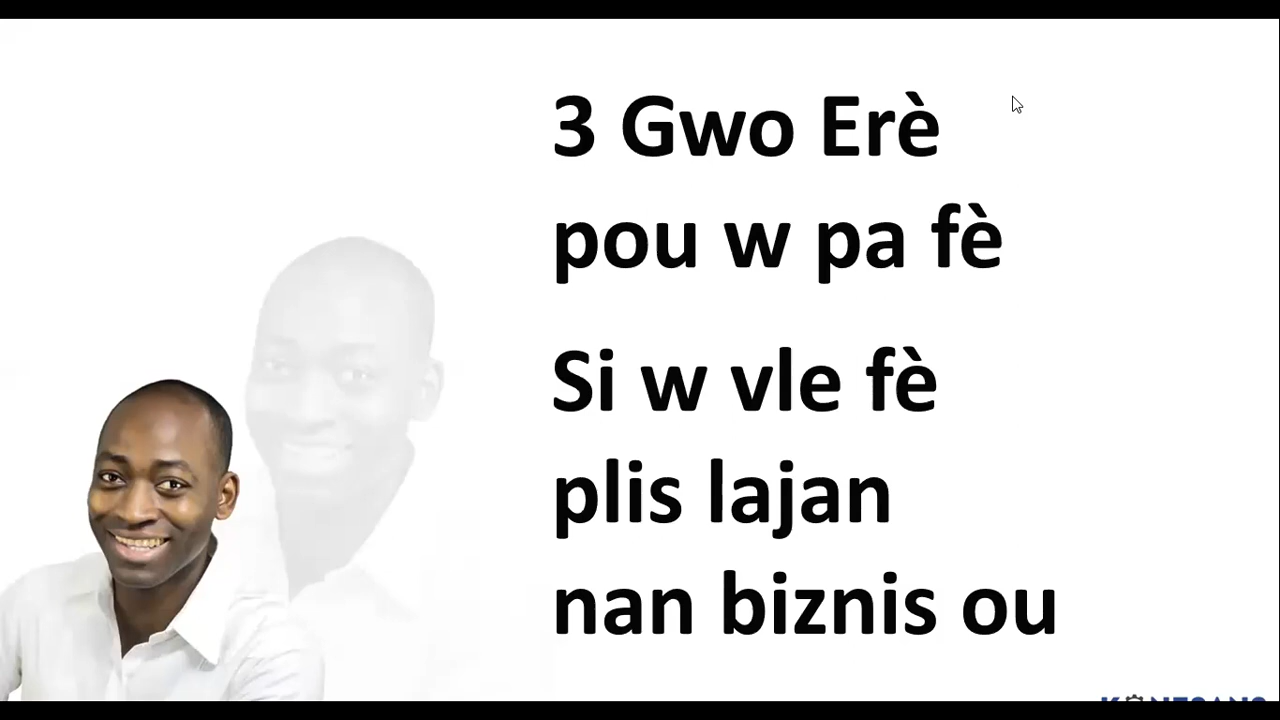 3 Gwo Erè
pou w pa fè
Si w vle fè
plis lajan
nan biznis ou